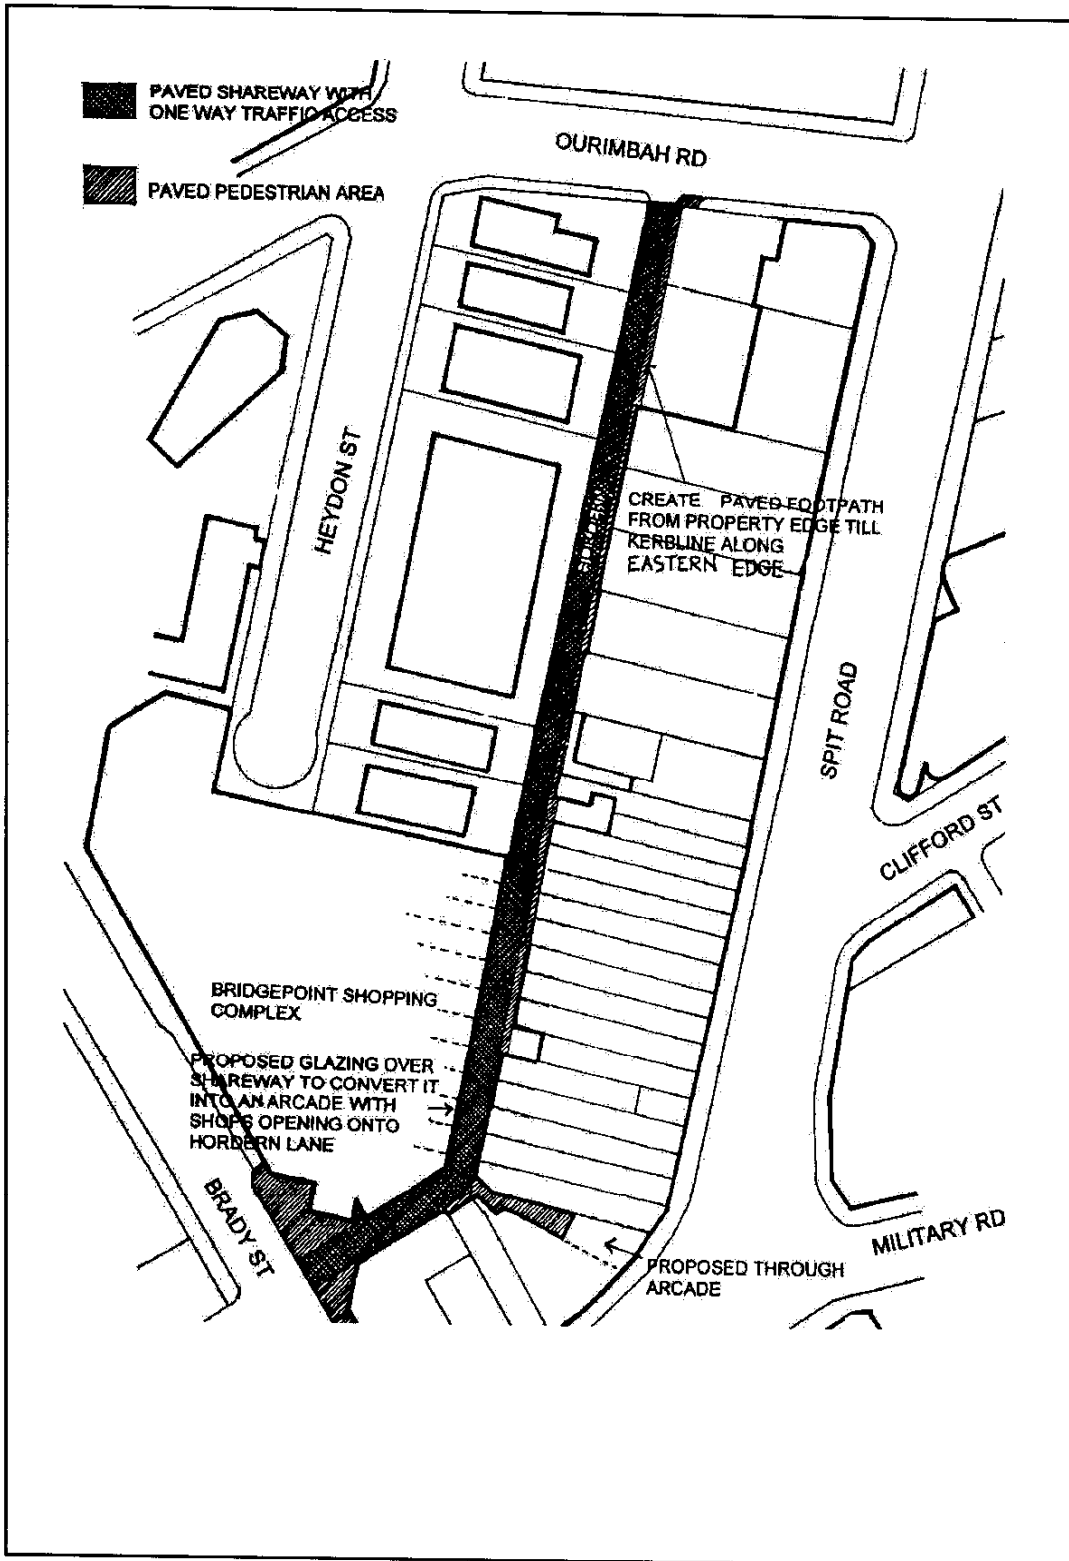 PAVED SHAREWAY WITH
ONE WAY TRAFFIC ACCESS
PAVED PEDESTRIAN AREA
OURIMBAH RD
HEYDON ST
CREATE PAVED FOOTPATH
FROM PROPERTY EDGE TILL
KERBLINE ALONG
EASTERN EDGE
SPIT ROAD
CLIFFORD ST
BRIDGEPOINT SHOPPING
COMPLEX
PROPOSED GLAZING OVER
SHAREWAY TO CONVERT IT
INTO AN ARCADE WITH
SHOPS OPENING ONTO
HORDERN LANE
BRADY ST
MILITARY RD
PROPOSED THROUGH
ARCADE